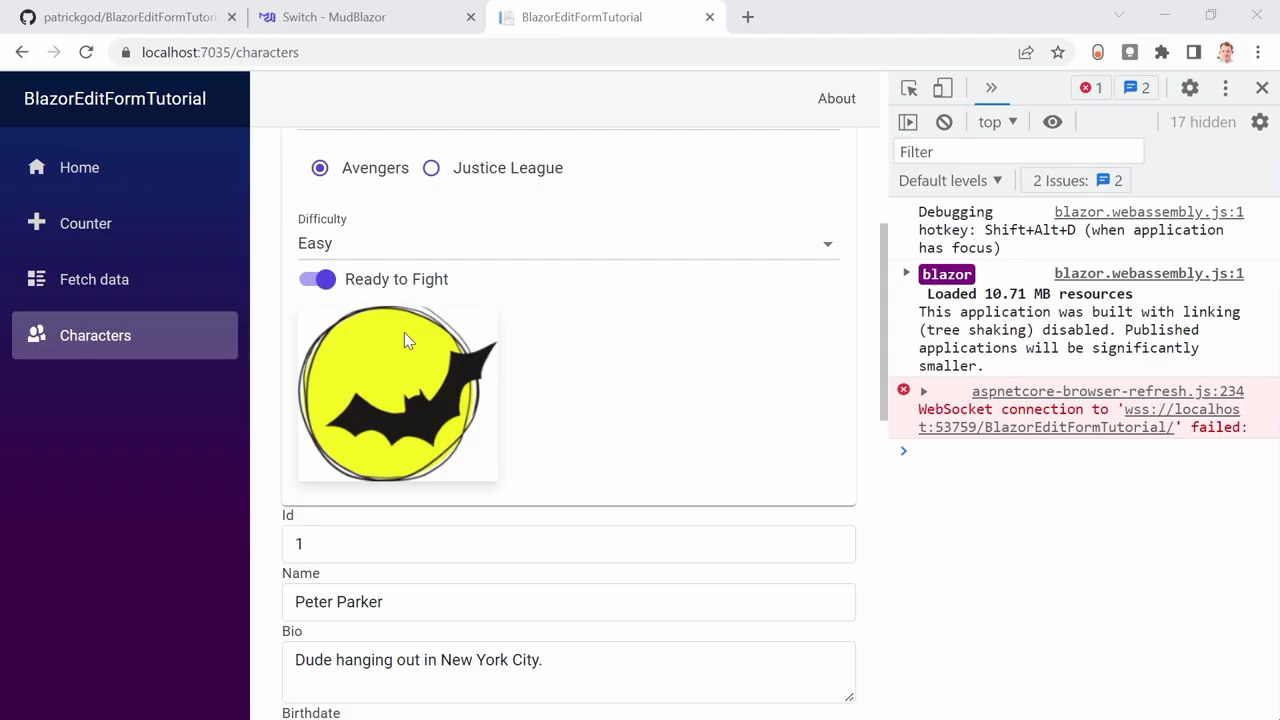 patrickgod/BlazorEditFormTutori
Switch - MudBlazor
BlazorEditFormTutorial
localhost:7035/characters
BlazorEditFormTutorial
Home
Counter
Fetch data
Characters
About
Avengers
Justice League
Difficulty
Easy
Ready to Fight
Id
1
Name
Peter Parker
Bio
Dude hanging out in New York City.
Birthdate
1
2
top
17 hidden
Filter
Default levels
2 Issues:
2
Debugging blazor.webassembly.js:1
hotkey: Shift+Alt+D (when application
has focus)
blazor blazor.webassembly.js:1
Loaded 10.71 MB resources
This application was built with linking
(tree shaking) disabled. Published
applications will be significantly
smaller.
aspnetcore-browser-refresh.js:234
WebSocket connection to 'wss://localhos
t:53759/BlazorEditFormTutorial/' failed: